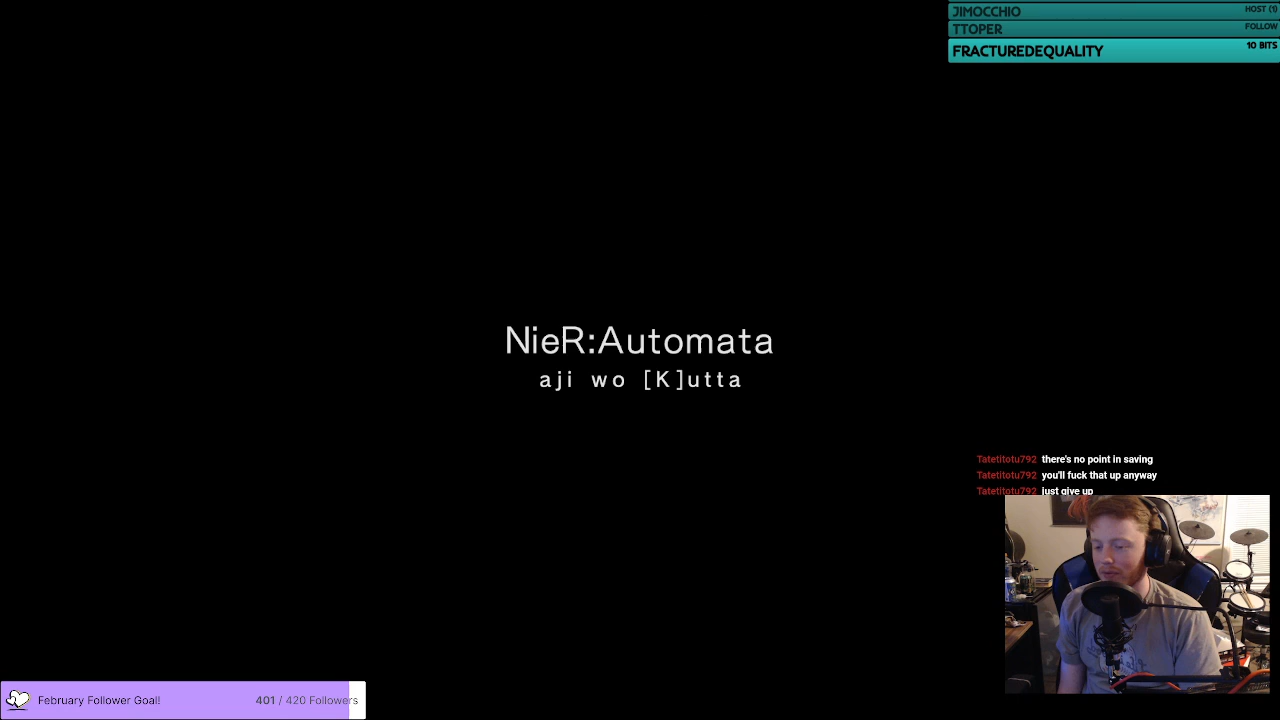 JIMOCCHIO HOST (1)
TTOPER FOLLOW
FRACTUREDEQUALITY 10 BITS
NieR:Automata
aji wo [K]utta
Tatetitotu792 there's no point in saving
Tatetitotu792 you'll fuck that up anyway
Tatetitotu792 just give up
February Follower Goal! 401 / 420 Followers